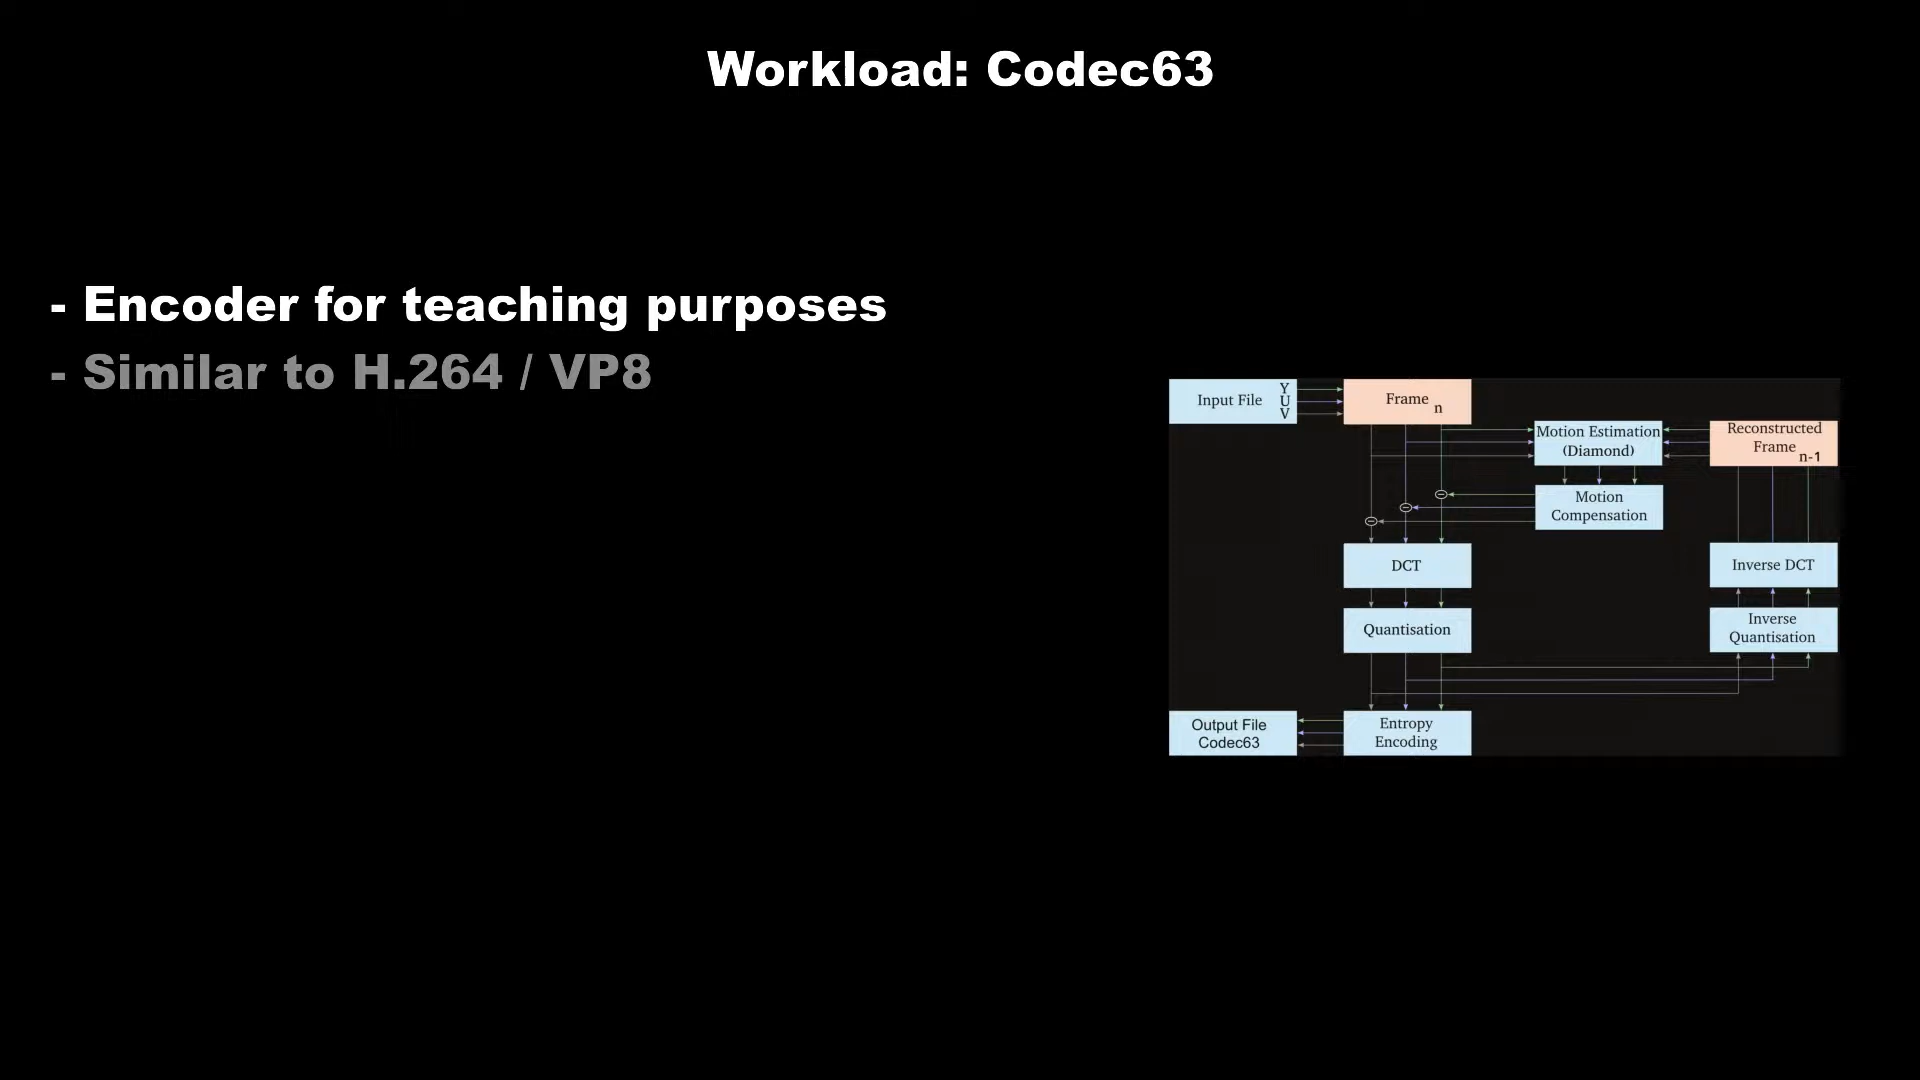 Workload: Codec63
- Encoder for teaching purposes
- Similar to H.264 / VP8
Input File
Y
U
V
Frame
n
Motion Estimation
(Diamond)
Reconstructed
Frame
n-1
Motion
Compensation
DCT
Inverse DCT
Quantisation
Inverse
Quantisation
Output File
Codec63
Entropy
Encoding